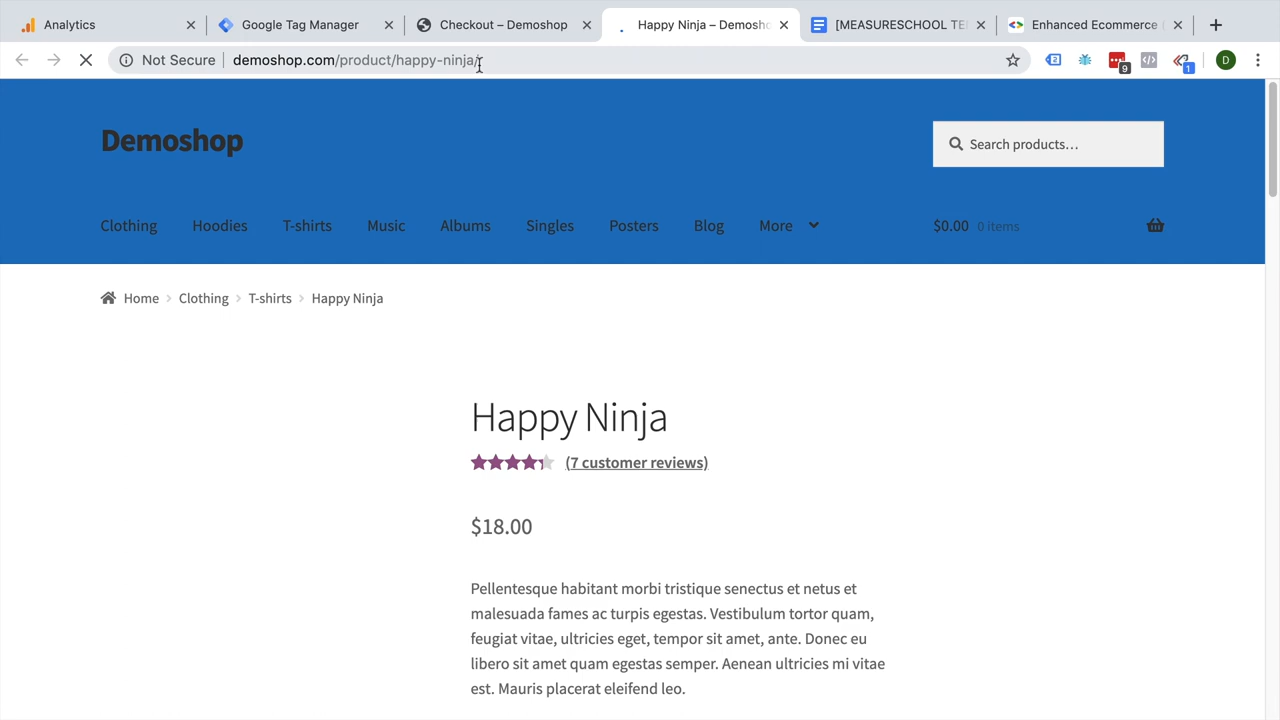 Analytics
Google Tag Manager
Checkout – Demoshop
Happy Ninja – Demosho
[MEASURESCHOOL TE
Enhanced Ecommerce (
Not Secure
demoshop.com/product/happy-ninja/
2
9
1
D
Demoshop
Search products…
Clothing
Hoodies
T-shirts
Music
Albums
Singles
Posters
Blog
More
$0.00 0 items
Home > Clothing > T-shirts > Happy Ninja
Happy Ninja
(7 customer reviews)
$18.00
Pellentesque habitant morbi tristique senectus et netus et
malesuada fames ac turpis egestas. Vestibulum tortor quam,
feugiat vitae, ultricies eget, tempor sit amet, ante. Donec eu
libero sit amet quam egestas semper. Aenean ultricies mi vitae
est. Mauris placerat eleifend leo.